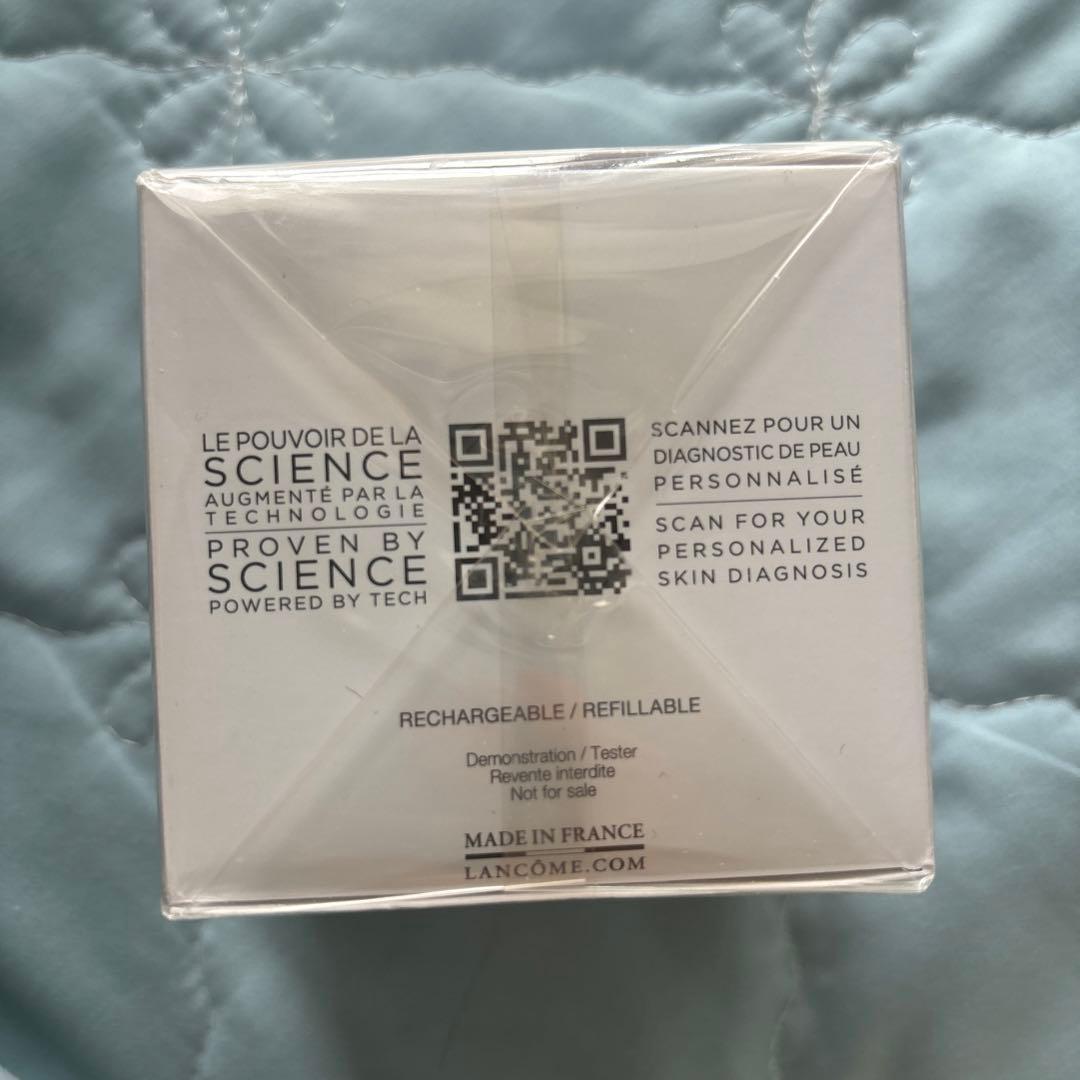 LE POUVOIR DE LA
SCIENCE
AUGMENTÉ PAR LA
TECHNOLOGIE
PROVEN BY
SCIENCE
POWERED BY TECH
SCANNEZ POUR UN
DIAGNOSTIC DE PEAU
PERSONNALISÉ
SCAN FOR YOUR
PERSONALIZED
SKIN DIAGNOSIS
RECHARGEABLE / REFILLABLE
Demonstration / Tester
Revente interdite
Not for sale
MADE IN FRANCE
LANCÔME.COM